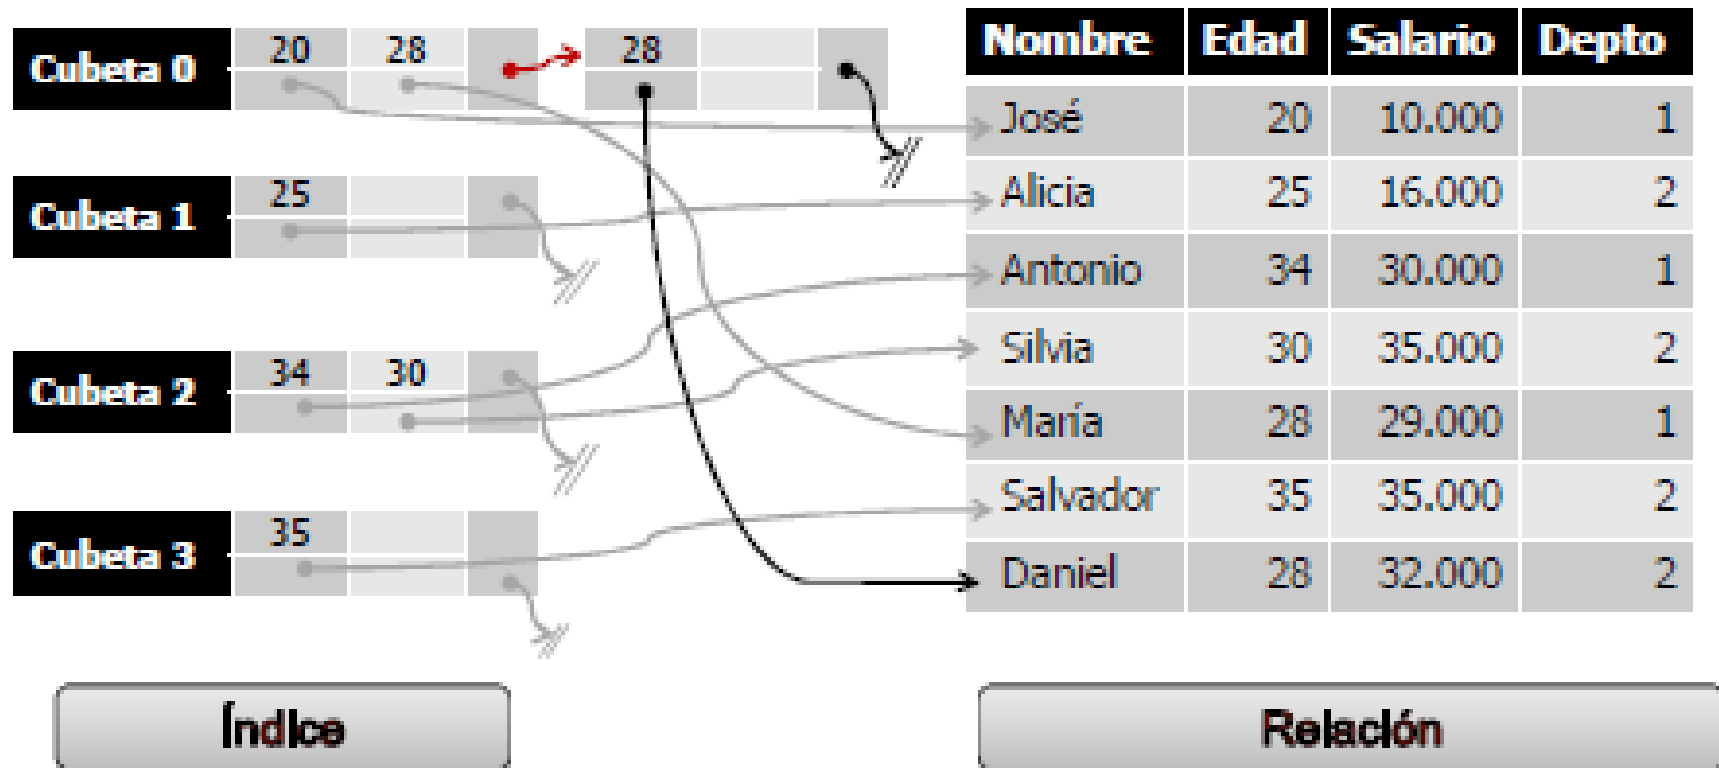 Cubeta 0 20 28 28
Cubeta 1 25
Cubeta 2 34 30
Cubeta 3 35
Índice
Nombre Edad Salario Depto
José 20 10.000 1
Alicia 25 16.000 2
Antonio 34 30.000 1
Silvia 30 35.000 2
María 28 29.000 1
Salvador 35 35.000 2
Daniel 28 32.000 2
Relación